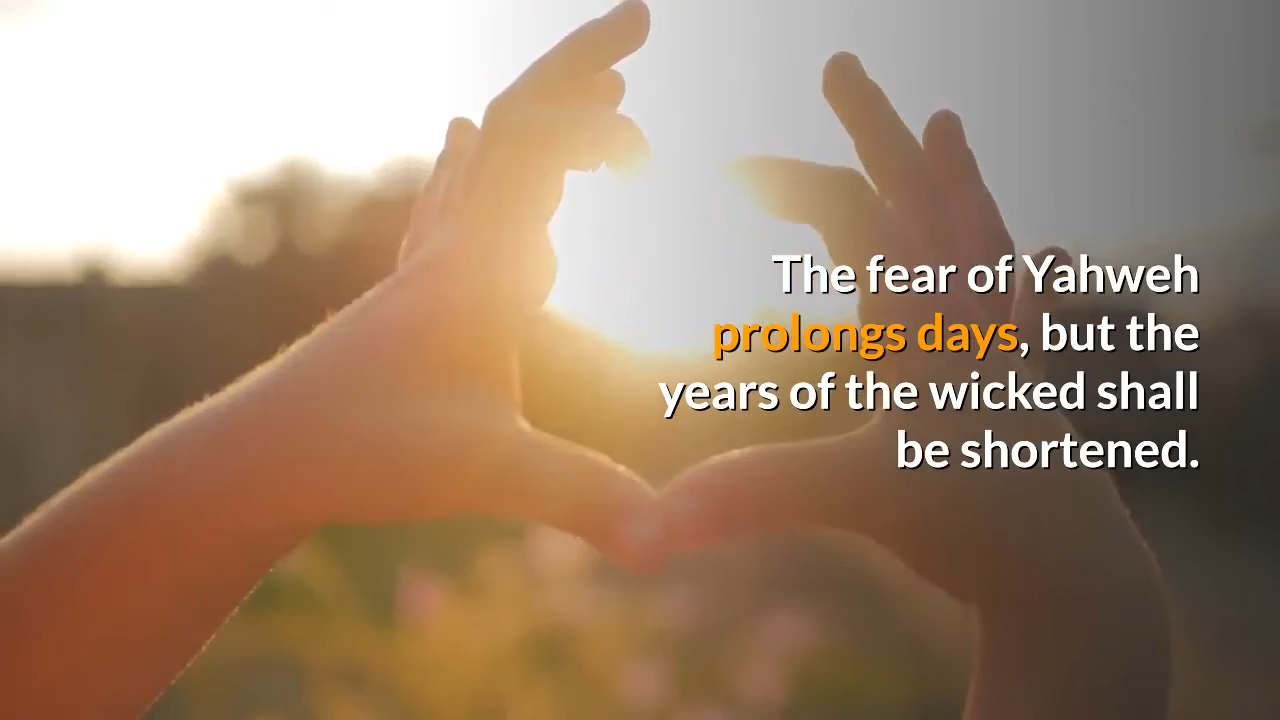 The fear of Yahweh
prolongs days, but the
years of the wicked shall
be shortened.